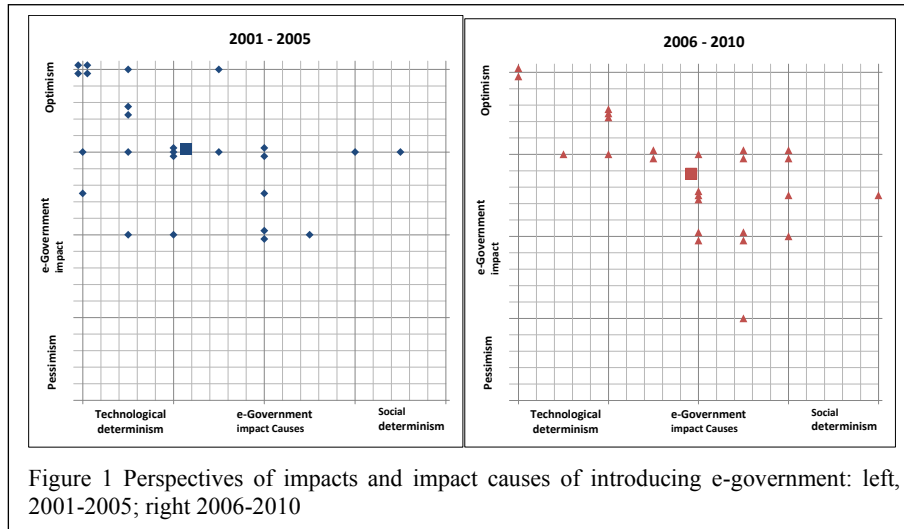 2001 - 2005
Optimism
e-Government
impact
Pessimism
Technological
determinism
e-Government
impact Causes
Social
determinism
2006 - 2010
Optimism
e-Government
impact
Pessimism
Technological
determinism
e-Government
impact Causes
Social
determinism
Figure 1 Perspectives of impacts and impact causes of introducing e-government: left,
2001-2005; right 2006-2010